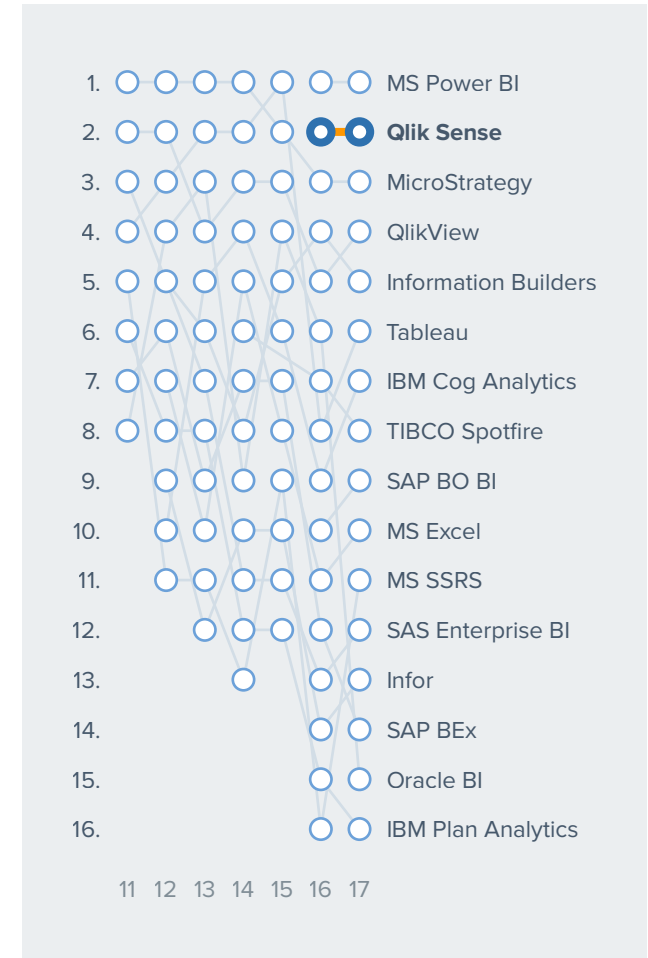 1. MS Power BI
2. Qlik Sense
3. MicroStrategy
4. QlikView
5. Information Builders
6. Tableau
7. IBM Cog Analytics
8. TIBCO Spotfire
9. SAP BO BI
10. MS Excel
11. MS SSRS
12. SAS Enterprise BI
13. Infor
14. SAP BEx
15. Oracle BI
16. IBM Plan Analytics
11 12 13 14 15 16 17